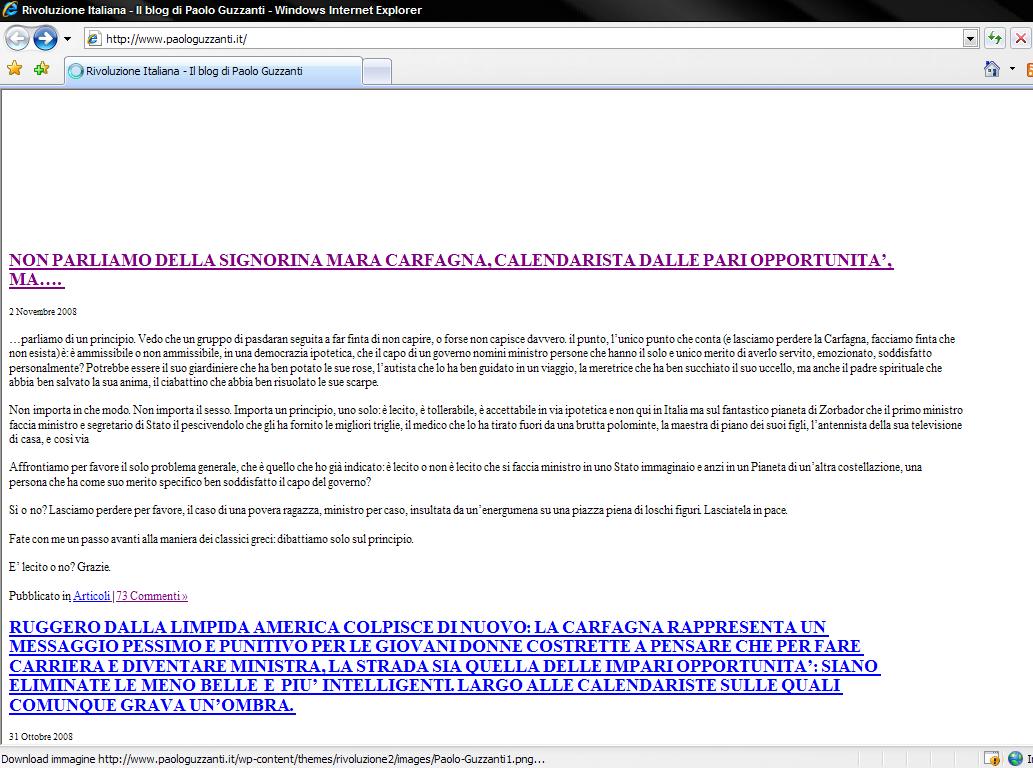 Rivoluzione Italiana - Il blog di Paolo Guzzanti - Windows Internet Explorer
http://www.paologuzzanti.it/
Rivoluzione Italiana - Il blog di Paolo Guzzanti
NON PARLIAMO DELLA SIGNORINA MARA CARFAGNA, CALENDARISTA DALLE PARI OPPORTUNITA’,
MA….
2 Novembre 2008
…parliamo di un principio. Vedo che un gruppo di pasdaran seguita a far finta di non capire, o forse non capisce davvero. il punto, l’unico punto che conta (e lasciamo perdere la Carfagna, facciamo finta che
non esista) è: è ammissibile o non ammissibile, in una democrazia ipotetica, che il capo di un governo nomini ministro persone che hanno il solo e unico merito di averlo servito, emozionato, soddisfatto
personalmente? Potrebbe essere il suo giardiniere che ha ben potato le sue rose, l’autista che lo ha ben guidato in un viaggio, la meretrice che ha ben succhiato il suo uccello, ma anche il padre spirituale che
abbia ben salvato la sua anima, il ciabattino che abbia ben risuolato le sue scarpe.
Non importa in che modo. Non importa il sesso. Importa un principio, uno solo: è lecito, è tollerabile, è accettabile in via ipotetica e non qui in Italia ma sul fantastico pianeta di Zorbador che il primo ministro
faccia ministro e segretario di Stato il pescivendolo che gli ha fornito le migliori triglie, il medico che lo ha tirato fuori da una brutta polominte, la maestra di piano dei suoi figli, l’antennista della sua televisione
di casa, e così via
Affrontiamo per favore il solo problema generale, che è quello che ho già indicato: è lecito o non è lecito che si faccia ministro in uno Stato immaginaio e anzi in un Pianeta di un’altra costellazione, una
persona che ha come suo merito specifico ben soddisfatto il capo del governo?
Sì o no? Lasciamo perdere per favore, il caso di una povera ragazza, ministro per caso, insultata da un’energumena su una piazza piena di loschi figuri. Lasciatela in pace.
Fate con me un passo avanti alla maniera dei classici greci: dibattiamo solo sul principio.
E’ lecito o no? Grazie.
Pubblicato in Articoli | 73 Commenti »
RUGGERO DALLA LIMPIDA AMERICA COLPISCE DI NUOVO: LA CARFAGNA RAPPRESENTA UN
MESSAGGIO PESSIMO E PUNITIVO PER LE GIOVANI DONNE COSTRETTE A PENSARE CHE PER FARE
CARRIERA E DIVENTARE MINISTRA, LA STRADA SIA QUELLA DELLE IMPARI OPPORTUNITA’: SIANO
ELIMINATE LE MENO BELLE E PIU’ INTELLIGENTI. LARGO ALLE CALENDARISTE SULLE QUALI
COMUNQUE GRAVA UN’OMBRA.
31 Ottobre 2008
Download immagine http://www.paologuzzanti.it/wp-content/themes/rivoluzione2/images/Paolo-Guzzanti1.png...